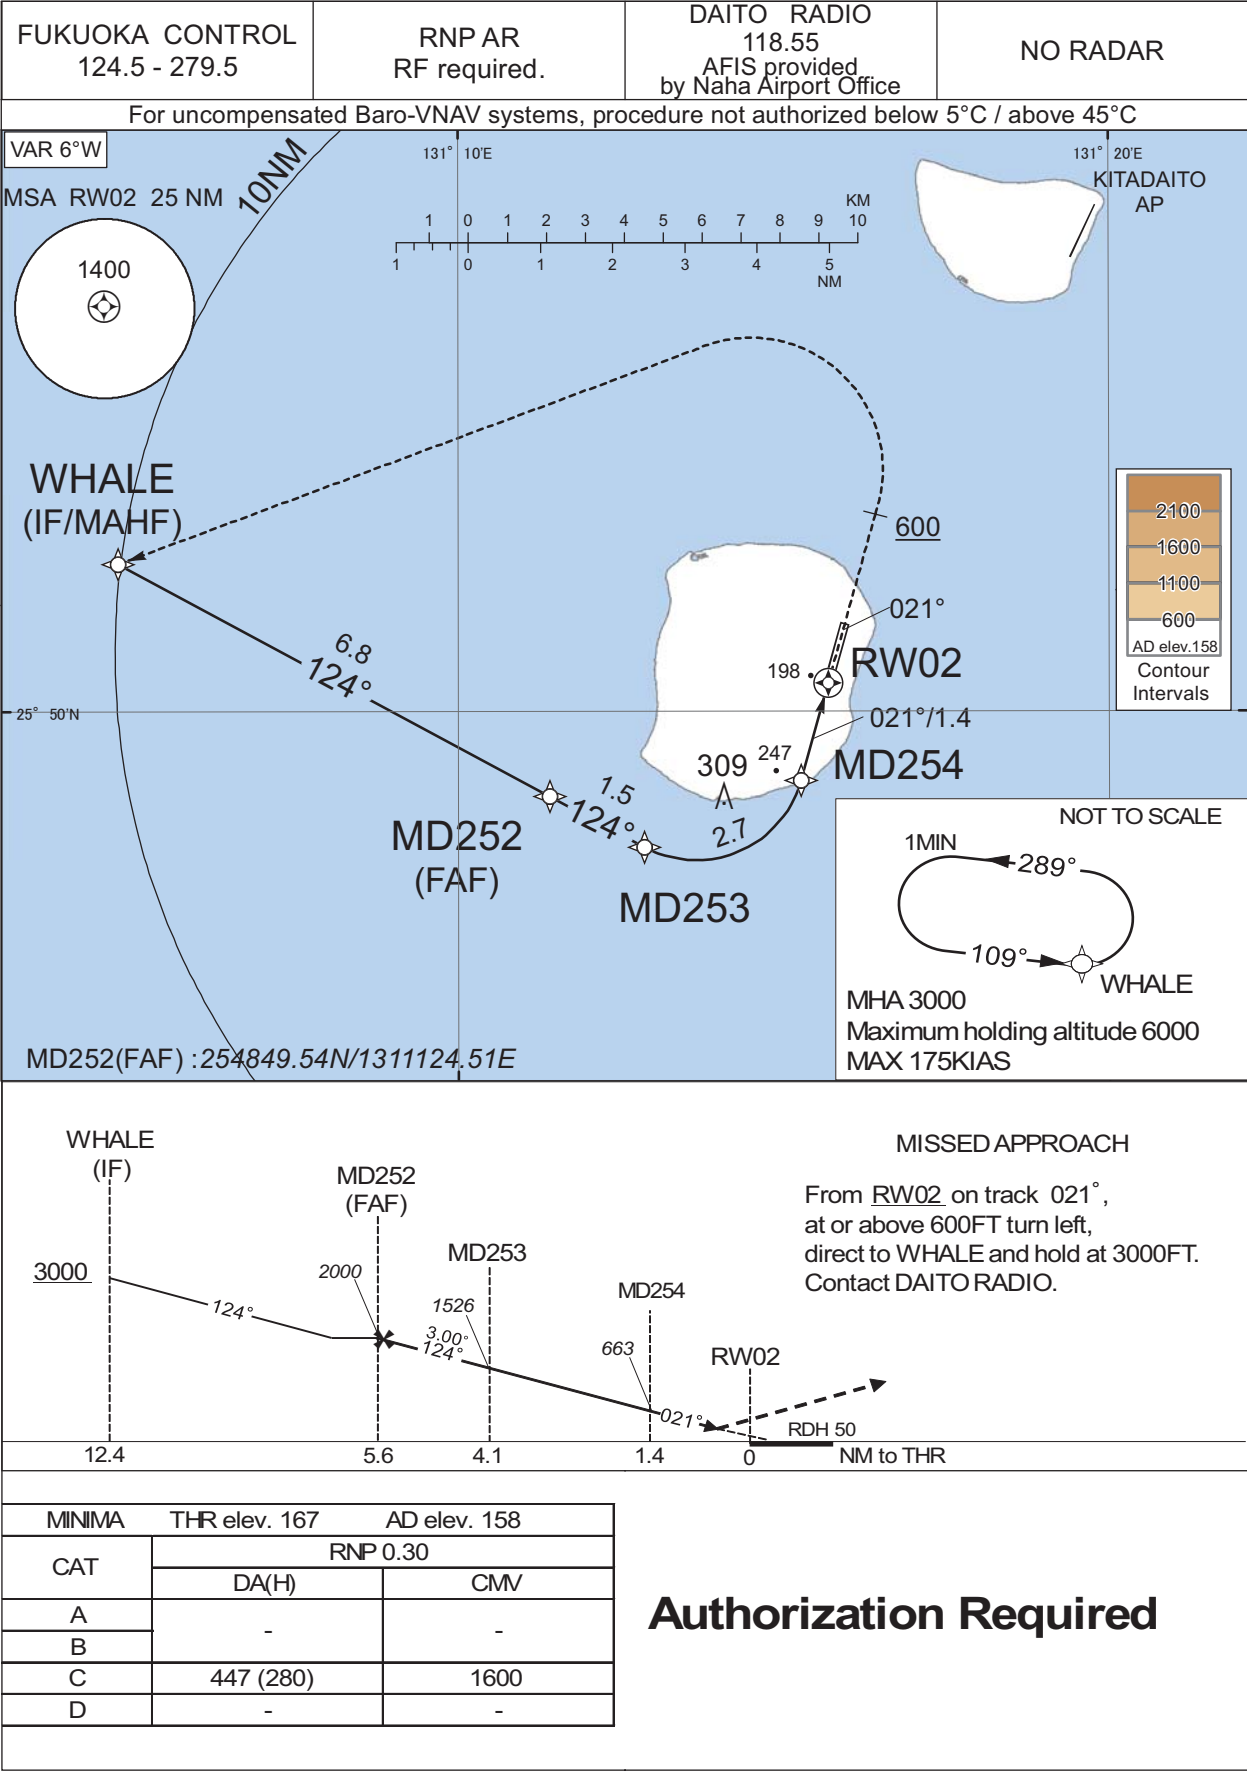 FUKUOKA CONTROL
124.5 - 279.5
RNP AR
RF required.
DAITO RADIO
118.55
AFIS provided
by Naha Airport Office
NO RADAR
For uncompensated Baro-VNAV systems, procedure not authorized below 5°C / above 45°C
VAR 6°W
MSA RW02 25 NM
1400
10NM
131° 10'E
131° 20'E
KITADAITO
AP
KM
1 0 1 2 3 4 5 6 7 8 9 10
1 0 1 2 3 4 5
NM
WHALE
(IF/MAHF)
600
021°
6.8
124°
198
RW02
25° 50'N
021°/1.4
247
309
MD254
1.5
124°
2.7
MD252
(FAF)
MD253
2100
1600
1100
600
AD elev.158
Contour
Intervals
NOT TO SCALE
1MIN
289°
109°
WHALE
MHA 3000
Maximum holding altitude 6000
MAX 175KIAS
MD252(FAF) :254849.54N/1311124.51E
WHALE
(IF)
MD252
(FAF)
MD253
MD254
RW02
3000
124°
2000
1526
3.00°
124°
663
021°
RDH 50
12.4 5.6 4.1 1.4 0 NM to THR
MISSED APPROACH
From RW02 on track 021°,
at or above 600FT turn left,
direct to WHALE and hold at 3000FT.
Contact DAITO RADIO.
MINIMA THR elev. 167 AD elev. 158
CAT RNP 0.30
DA(H) CMV
A
B - -
C 447 (280) 1600
D - -
Authorization Required